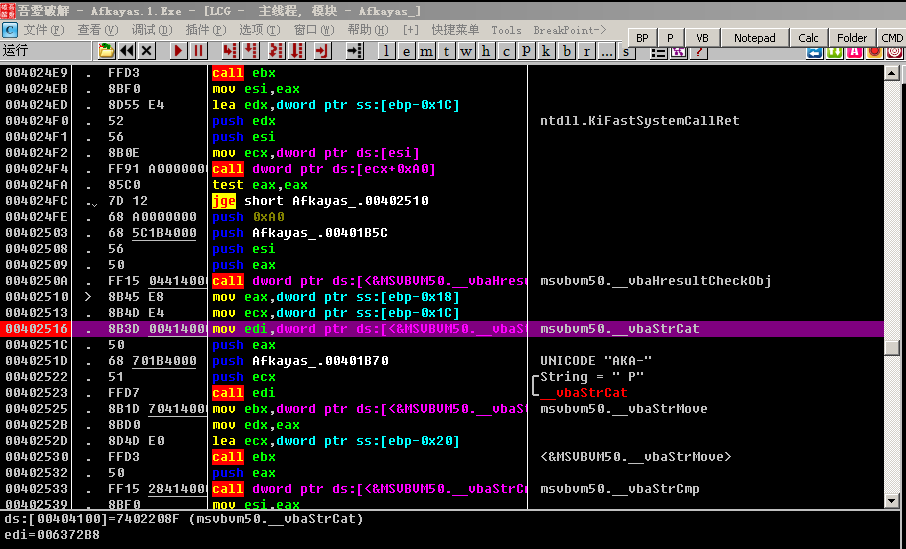 吾愛破解 - Afkayas.1.Exe - [LCG - 主线程, 模块 - Afkayas_]
C 文件(F) 查看(V) 调试(D) 插件(P) 选项(T) 窗口(W) 帮助(H) [+] 快捷菜单 Tools BreakPoint->
BP P VB Notepad Calc Folder CMD
运行 l e m t w h c p k b r ... s ?
004024E9 . FFD3 call ebx
004024EB . 8BF0 mov esi,eax
004024ED . 8D55 E4 lea edx,dword ptr ss:[ebp-0x1C]
004024F0 . 52 push edx ntdll.KiFastSystemCallRet
004024F1 . 56 push esi
004024F2 . 8B0E mov ecx,dword ptr ds:[esi]
004024F4 . FF91 A0000000 call dword ptr ds:[ecx+0xA0]
004024FA . 85C0 test eax,eax
004024FC .⌄ 7D 12 jge short Afkayas_.00402510
004024FE . 68 A0000000 push 0xA0
00402503 . 68 5C1B4000 push Afkayas_.00401B5C
00402508 . 56 push esi
00402509 . 50 push eax
0040250A . FF15 04414000 call dword ptr ds:[<&MSVBVM50.__vbaHresu msvbvm50.__vbaHresultCheckObj
00402510 > 8B45 E8 mov eax,dword ptr ss:[ebp-0x18]
00402513 . 8B4D E4 mov ecx,dword ptr ss:[ebp-0x1C]
00402516 . 8B3D 00414000 mov edi,dword ptr ds:[<&MSVBVM50.__vbaSt msvbvm50.__vbaStrCat
0040251C . 50 push eax
0040251D . 68 701B4000 push Afkayas_.00401B70 UNICODE "AKA-"
00402522 . 51 push ecx String = " P"
00402523 . FFD7 call edi __vbaStrCat
00402525 . 8B1D 70414000 mov ebx,dword ptr ds:[<&MSVBVM50.__vbaSt msvbvm50.__vbaStrMove
0040252B . 8BD0 mov edx,eax
0040252D . 8D4D E0 lea ecx,dword ptr ss:[ebp-0x20]
00402530 . FFD3 call ebx <&MSVBVM50.__vbaStrMove>
00402532 . 50 push eax
00402533 . FF15 28414000 call dword ptr ds:[<&MSVBVM50.__vbaStrCm msvbvm50.__vbaStrCmp
00402539 . 8BF0 mov esi,eax
ds:[00404100]=7402208F (msvbvm50.__vbaStrCat)
edi=006372B8